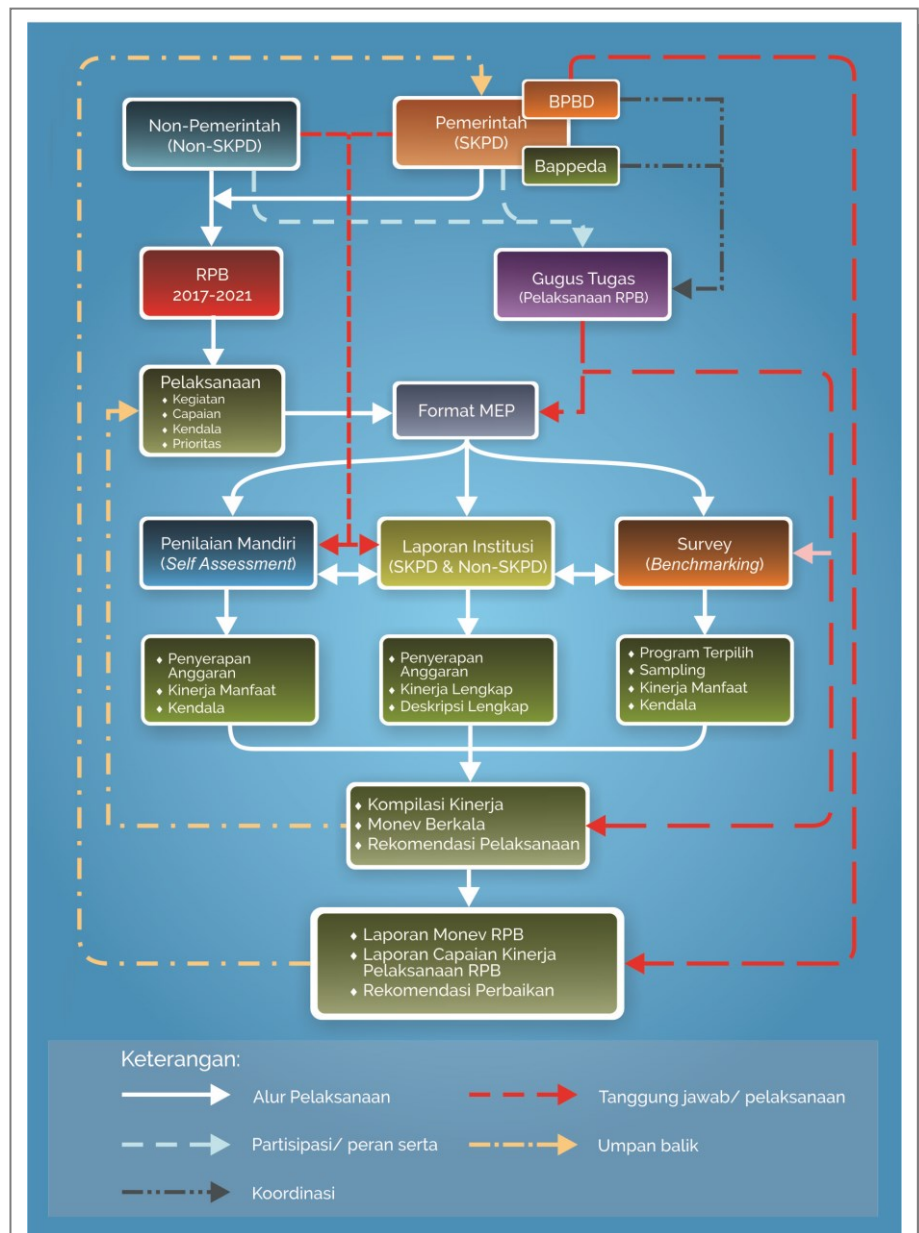 BPBD
Non-Pemerintah
(Non-SKPD)
Pemerintah
(SKPD)
Bappeda
RPB
2017-2021
Gugus Tugas
(Pelaksanaan RPB)
Pelaksanaan
♦ Kegiatan
♦ Capaian
♦ Kendala
♦ Prioritas
Format MEP
Penilaian Mandiri
(Self Assessment)
Laporan Institusi
(SKPD & Non-SKPD)
Survey
(Benchmarking)
♦ Penyerapan
Anggaran
♦ Kinerja Manfaat
♦ Kendala
♦ Penyerapan
Anggaran
♦ Kinerja Lengkap
♦ Deskripsi Lengkap
♦ Program Terpilih
♦ Sampling
♦ Kinerja Manfaat
♦ Kendala
♦ Kompilasi Kinerja
♦ Monev Berkala
♦ Rekomendasi Pelaksanaan
♦ Laporan Monev RPB
♦ Laporan Capaian Kinerja
Pelaksanaan RPB
♦ Rekomendasi Perbaikan
Keterangan:
Alur Pelaksanaan
Tanggung jawab/ pelaksanaan
Partisipasi/ peran serta
Umpan balik
Koordinasi